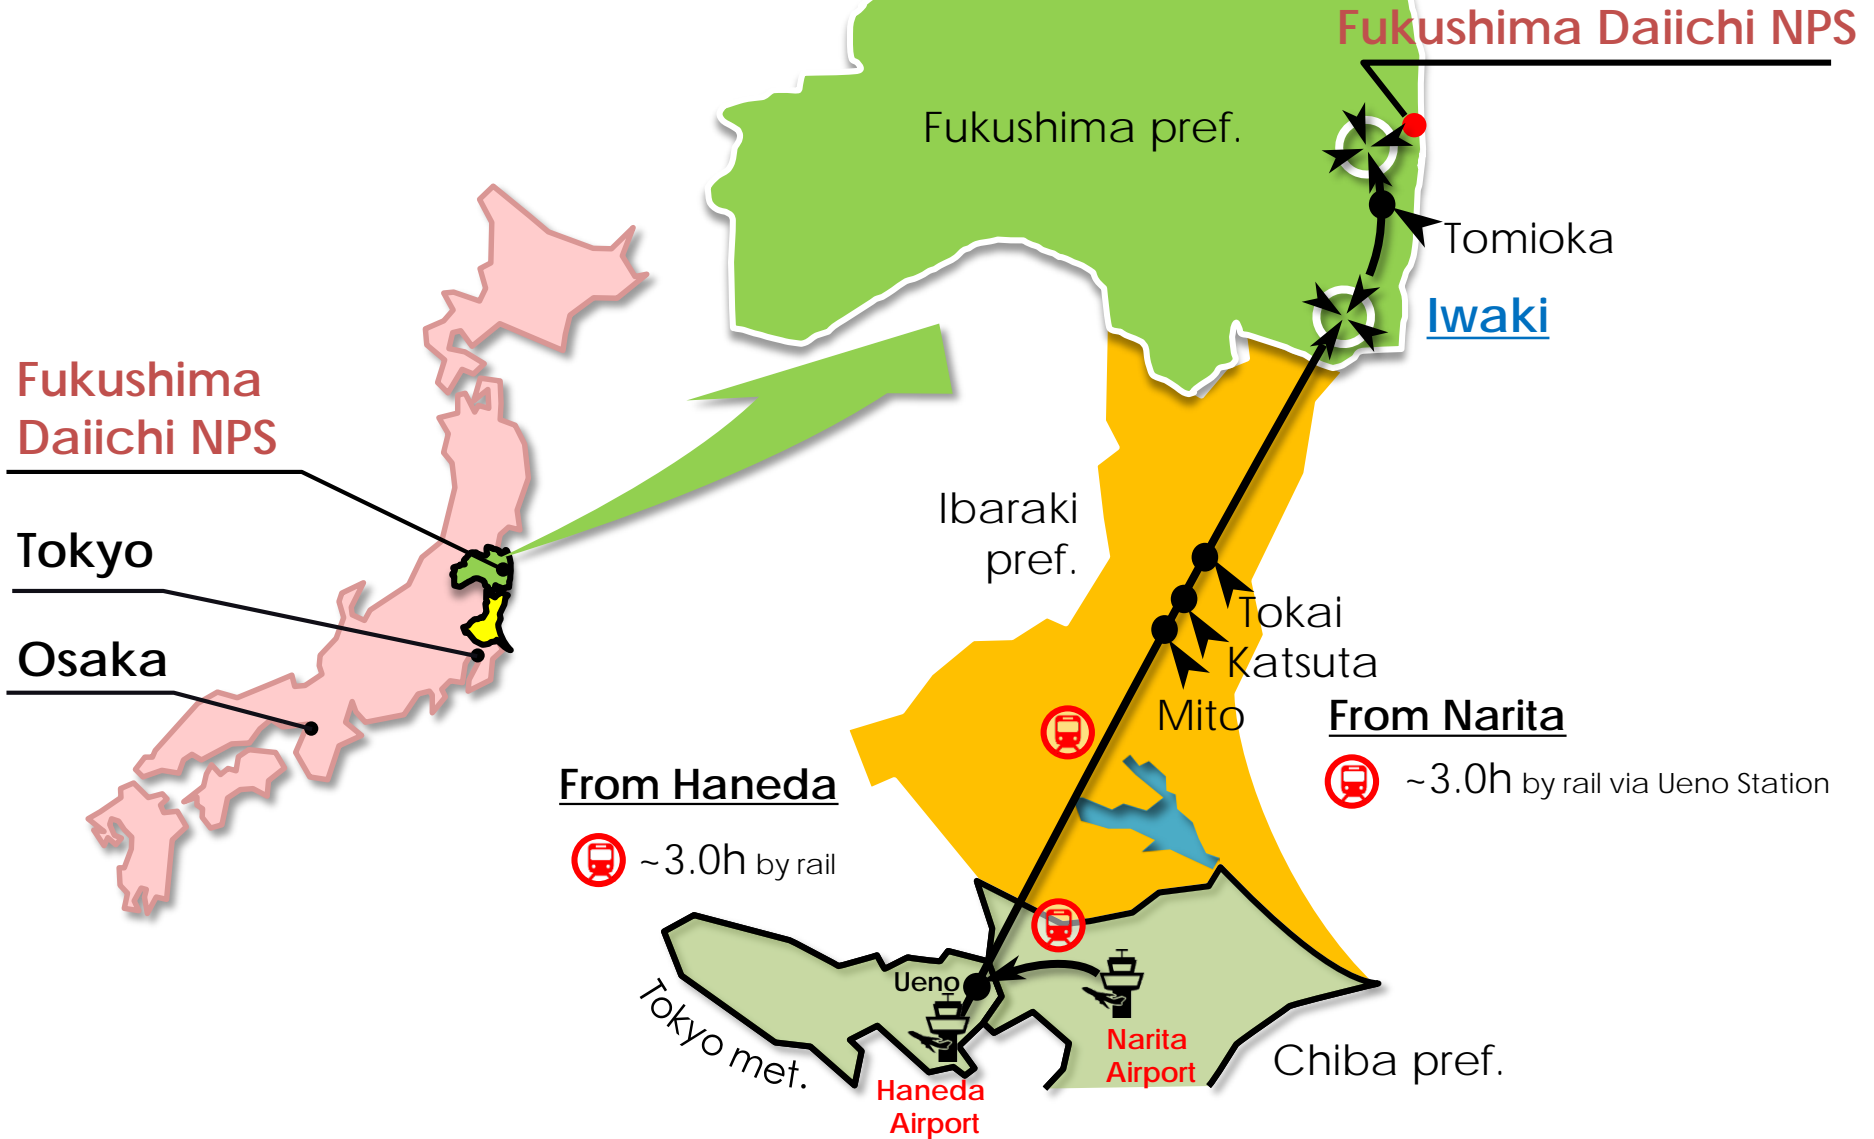 Fukushima Daiichi NPS
Fukushima pref.
Tomioka
Iwaki
Fukushima
Daiichi NPS
Tokyo
Osaka
Ibaraki
pref.
Tokai
Katsuta
Mito
From Narita
~3.0h by rail via Ueno Station
From Haneda
~3.0h by rail
Ueno
Tokyo met.
Narita
Airport
Chiba pref.
Haneda
Airport